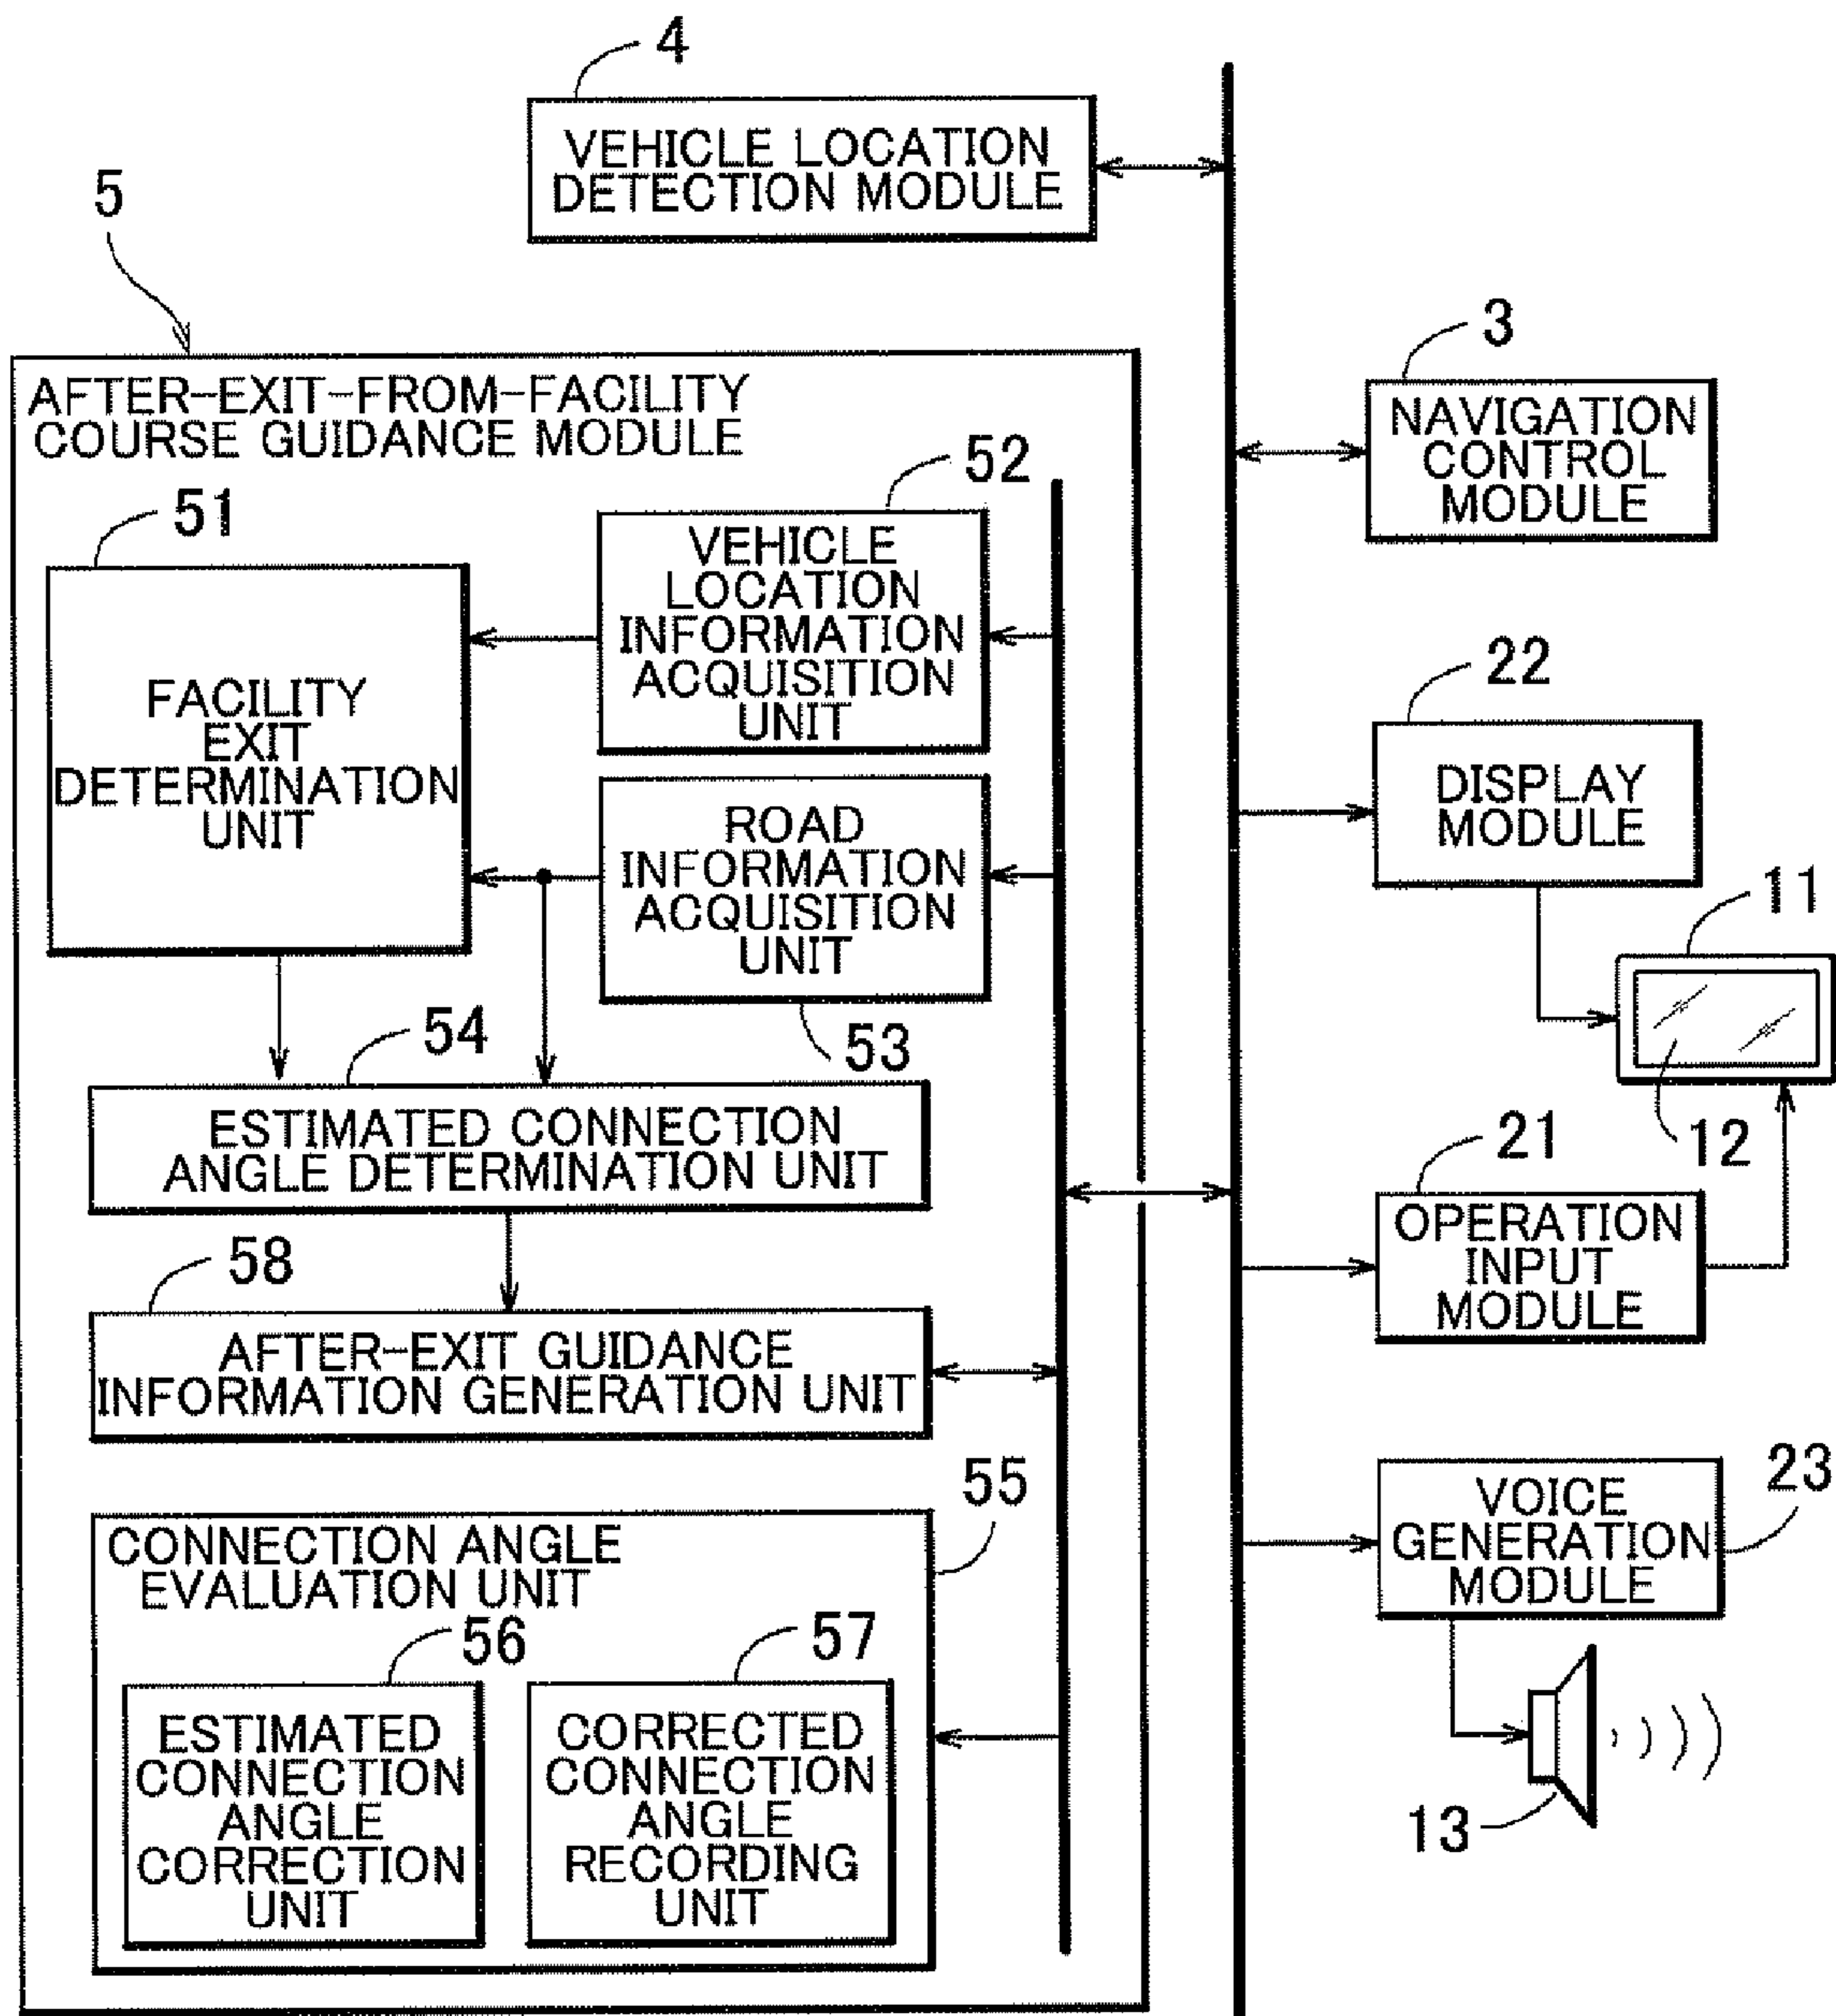 4
VEHICLE LOCATION
DETECTION MODULE
5
AFTER-EXIT-FROM-FACILITY
COURSE GUIDANCE MODULE
51
FACILITY
EXIT
DETERMINATION
UNIT
52
VEHICLE
LOCATION
INFORMATION
ACQUISITION
UNIT
ROAD
INFORMATION
ACQUISITION
UNIT
53
54
ESTIMATED CONNECTION
ANGLE DETERMINATION UNIT
58
AFTER-EXIT GUIDANCE
INFORMATION GENERATION UNIT
55
CONNECTION ANGLE
EVALUATION UNIT
56
ESTIMATED
CONNECTION
ANGLE
CORRECTION
UNIT
57
CORRECTED
CONNECTION
ANGLE
RECORDING
UNIT
3
NAVIGATION
CONTROL
MODULE
22
DISPLAY
MODULE
11
12
21
OPERATION
INPUT
MODULE
23
VOICE
GENERATION
MODULE
13